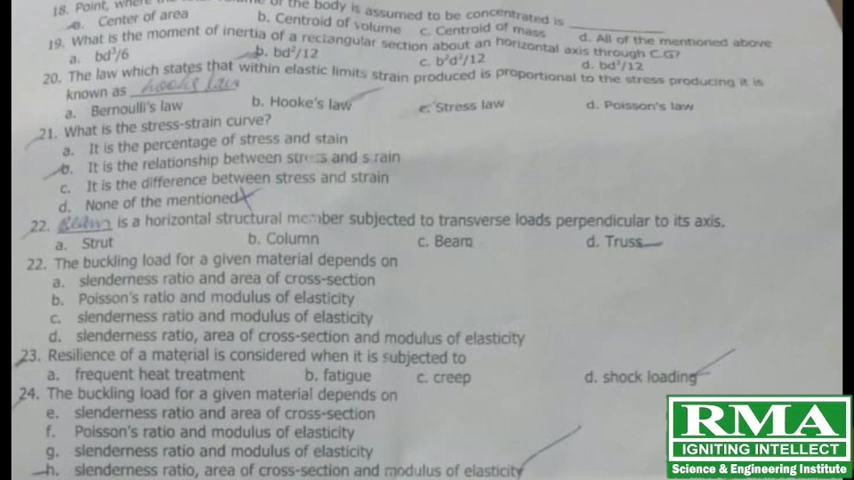 18. Point, where the total volume of the body is assumed to be concentrated is
a. Center of area b. Centroid of volume c. Centroid of mass d. All of the mentioned above
19. What is the moment of inertia of a rectangular section about an horizontal axis through C.G?
a. bd³/6 b. bd²/12 c. b²d²/12 d. bd³/12
20. The law which states that within elastic limits strain produced is proportional to the stress producing it is
known as hooke's law
a. Bernoulli's law b. Hooke's law c. Stress law d. Poisson's law
21. What is the stress-strain curve?
a. It is the percentage of stress and stain
b. It is the relationship between stress and strain
c. It is the difference between stress and strain
d. None of the mentioned
22. Beam is a horizontal structural member subjected to transverse loads perpendicular to its axis.
a. Strut b. Column c. Beam d. Truss
22. The buckling load for a given material depends on
a. slenderness ratio and area of cross-section
b. Poisson's ratio and modulus of elasticity
c. slenderness ratio and modulus of elasticity
d. slenderness ratio, area of cross-section and modulus of elasticity
23. Resilience of a material is considered when it is subjected to
a. frequent heat treatment b. fatigue c. creep d. shock loading
24. The buckling load for a given material depends on
e. slenderness ratio and area of cross-section
f. Poisson's ratio and modulus of elasticity
g. slenderness ratio and modulus of elasticity
h. slenderness ratio, area of cross-section and modulus of elasticity
RMA
IGNITING INTELLECT
Science & Engineering Institute